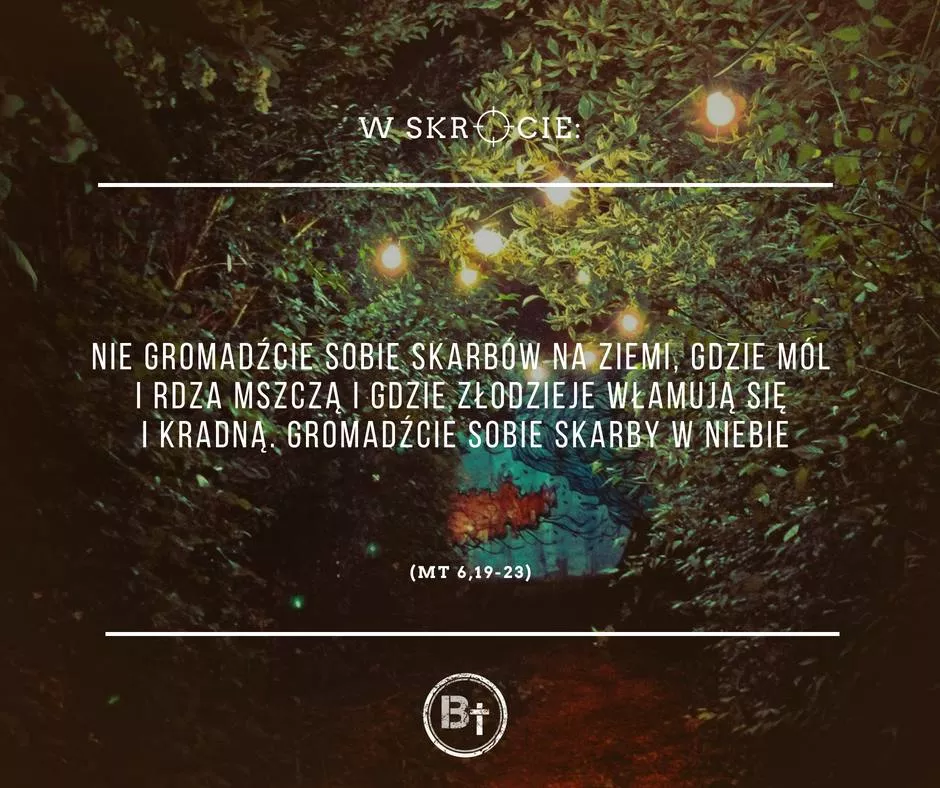 W SKRÓCIE:
NIE GROMADŹCIE SOBIE SKARBÓW NA ZIEMI, GDZIE MÓL
I RDZA MSZCZĄ I GDZIE ZŁODZIEJE WŁAMUJĄ SIĘ
I KRADNĄ. GROMADŹCIE SOBIE SKARBY W NIEBIE
(MT 6,19-23)
B†